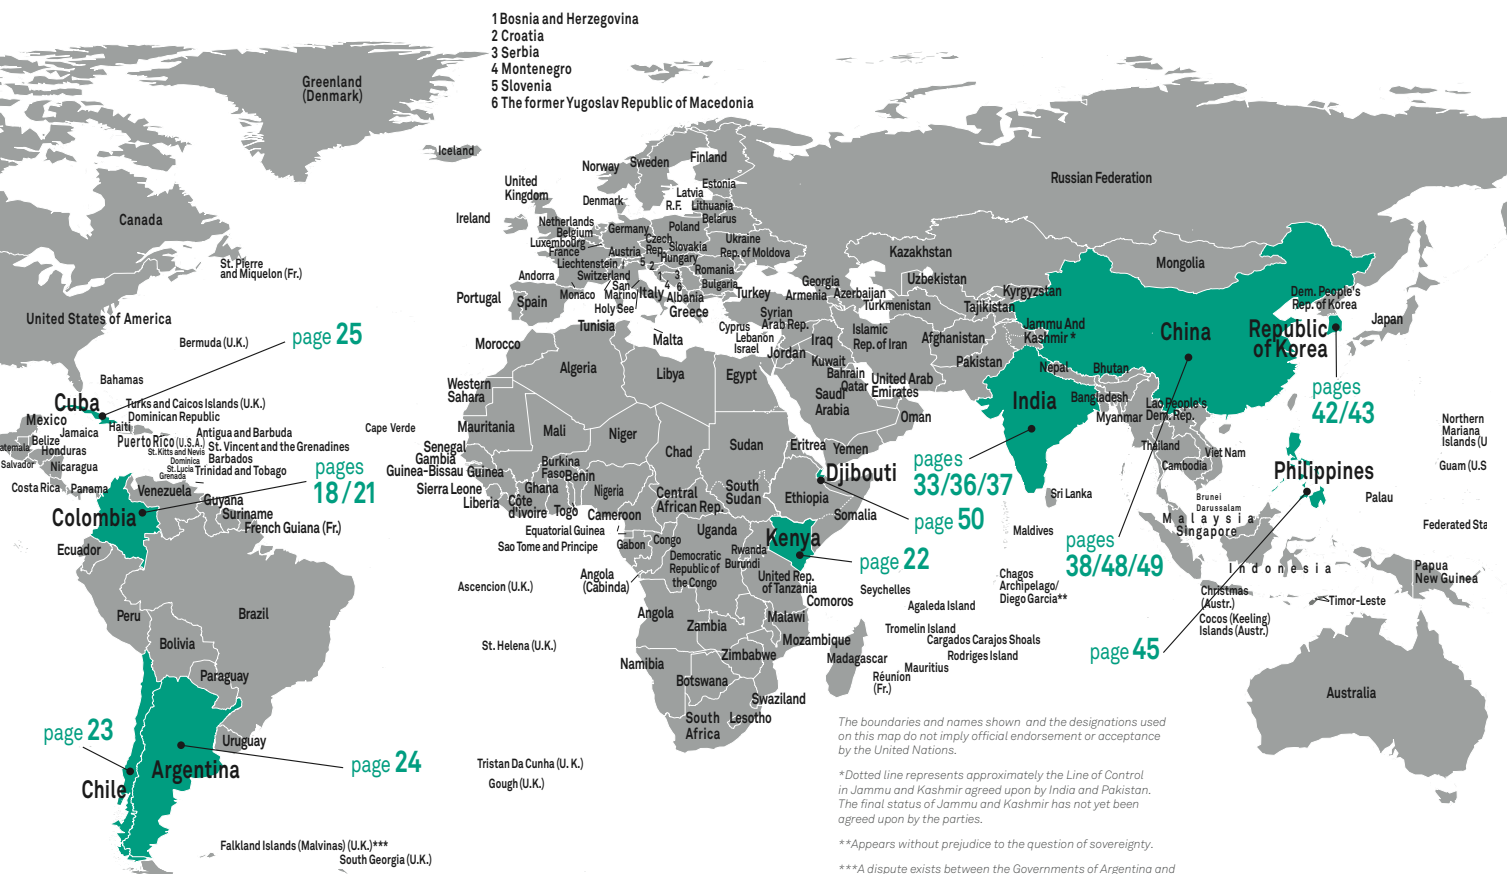 1 Bosnia and Herzegovina
2 Croatia
3 Serbia
4 Montenegro
5 Slovenia
6 The former Yugoslav Republic of Macedonia
Greenland
(Denmark)
Iceland
Canada
St. Pierre
and Miquelon (Fr.)
United States of America
page 25
Bermuda (U.K.)
Bahamas
Cuba
Turks and Caicos Islands (U.K.)
Dominican Republic
Mexico
Haiti
Jamaica
Belize
Honduras
Puerto Rico (U.S.A.)
Antigua and Barbuda
St. Kitts and Nevis
St. Vincent and the Grenadines
Dominica
Barbados
St. Lucia
Trinidad and Tobago
Grenada
Salvador
Nicaragua
Costa Rica
Panama
pages
18/21
Venezuela
Guyana
Suriname
French Guiana (Fr.)
Colombia
Ecuador
Peru
Brazil
Bolivia
Paraguay
page 23
Uruguay
page 24
Argentina
Chile
Falkland Islands (Malvinas) (U.K.)***
South Georgia (U.K.)
Norway
Sweden
Finland
United
Kingdom
Estonia
Latvia
Denmark
R.F.
Lithuania
Ireland
Netherlands
Belarus
Belgium
Germany
Poland
Luxembourg
Czech
Rep.
Slovakia
Ukraine
France
Austria
Hungary
Rep. of Moldova
Liechtenstein
5
2
Switzerland
1
3
Romania
Andorra
San
Marino
4
6
Bulgaria
Monaco
Italy
Albania
Portugal
Spain
Holy See
Greece
Turkey
Tunisia
Malta
Cyprus
Lebanon
Israel
Syrian
Arab Rep.
Jordan
Georgia
Armenia
Azerbaijan
Russian Federation
Kazakhstan
Uzbekistan
Turkmenistan
Kyrgyzstan
Tajikistan
Mongolia
Dem. People's
Rep. of Korea
Japan
Republic
of Korea
China
Jammu And
Kashmir *
Afghanistan
Islamic
Rep. of Iran
Iraq
Kuwait
Bahrain
Qatar
United Arab
Emirates
Saudi
Arabia
Oman
Yemen
Pakistan
Nepal
Bhutan
India
Bangladesh
Myanmar
Lao People's
Dem. Rep.
Thailand
Viet Nam
Cambodia
pages
42/43
Philippines
Northern
Mariana
Islands (U
Guam (U.S
Palau
Federated Sta
Brunei
Darussalam
Malaysia
Singapore
Indonesia
Papua
New Guinea
Timor-Leste
Christmas
(Austr.)
Cocos (Keeling)
Islands (Austr.)
page 45
Australia
Sri Lanka
Maldives
pages
33/36/37
pages
38/48/49
page 50
page 22
Morocco
Western
Sahara
Algeria
Libya
Egypt
Cape Verde
Mauritania
Mali
Niger
Chad
Sudan
Eritrea
Djibouti
Senegal
Gambia
Guinea-Bissau
Guinea
Sierra Leone
Liberia
Burkina
Faso
Benin
Ghana
Côte
d'Ivoire
Togo
Nigeria
Cameroon
Central
African Rep.
South
Sudan
Ethiopia
Somalia
Equatorial Guinea
Sao Tome and Principe
Gabon
Congo
Democratic
Republic of
the Congo
Uganda
Kenya
Rwanda
Burundi
United Rep.
of Tanzania
Angola
(Cabinda)
Ascencion (U.K.)
Angola
Zambia
Malawi
Mozambique
Comoros
Seychelles
Agaleda Island
Chagos
Archipelago/
Diego Garcia**
Tromelin Island
Cargados Carajos Shoals
Rodriges Island
Mauritius
Réunion
(Fr.)
Madagascar
St. Helena (U.K.)
Namibia
Zimbabwe
Botswana
Swaziland
South
Africa
Lesotho
Tristan Da Cunha (U. K.)
Gough (U.K.)
The boundaries and names shown and the designations used
on this map do not imply official endorsement or acceptance
by the United Nations.
*Dotted line represents approximately the Line of Control
in Jammu and Kashmir agreed upon by India and Pakistan.
The final status of Jammu and Kashmir has not yet been
agreed upon by the parties.
**Appears without prejudice to the question of sovereignty.
***A dispute exists between the Governments of Argentina and